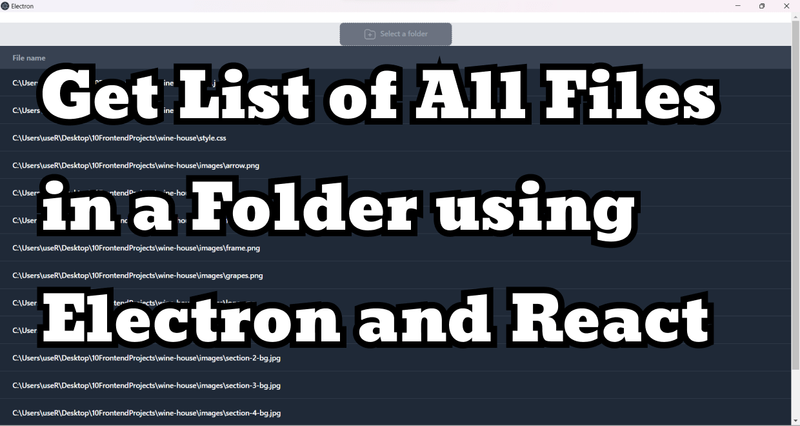 Electron
Select a folder
File name
Get List of All Files
C:\Users\useR\Desktop\10FrontendProjects\wine-house\style.css
C:\Users\useR\Desktop\10FrontendProjects\wine-house\images\arrow.png
in a Folder using
C:\Users\useR\Desktop\10FrontendProjects\wine-house\images\frame.png
C:\Users\useR\Desktop\10FrontendProjects\wine-house\images\grapes.png
Electron and React
C:\Users\useR\Desktop\10FrontendProjects\wine-house\images\section-2-bg.jpg
C:\Users\useR\Desktop\10FrontendProjects\wine-house\images\section-3-bg.jpg
C:\Users\useR\Desktop\10FrontendProjects\wine-house\images\section-4-bg.jpg